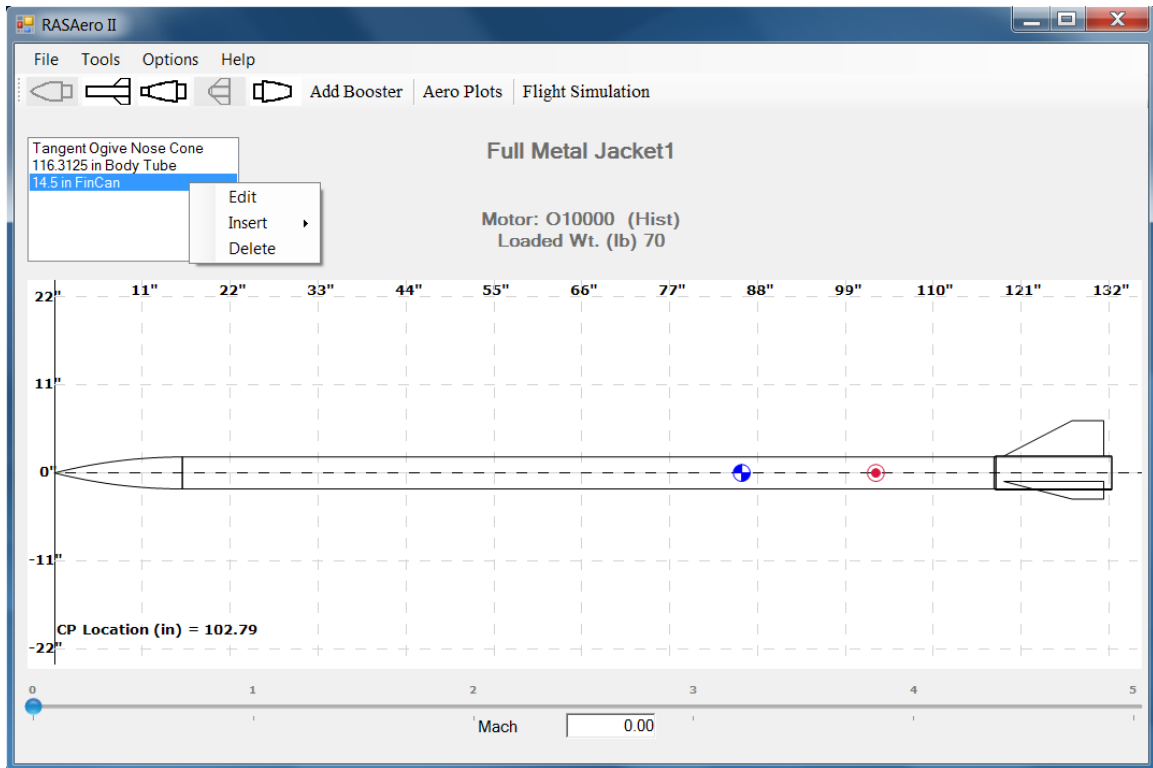 RASAero II
File Tools Options Help
Add Booster Aero Plots Flight Simulation
Tangent Ogive Nose Cone
116.3125 in Body Tube
14.5 in FinCan
Edit
Insert
Delete
Full Metal Jacket1
Motor: O10000 (Hist)
Loaded Wt. (lb) 70
22" 11" 22" 33" 44" 55" 66" 77" 88" 99" 110" 121" 132"
11"
0"
-11"
CP Location (in) = 102.79
-22"
0 1 2 3 4 5
Mach 0.00